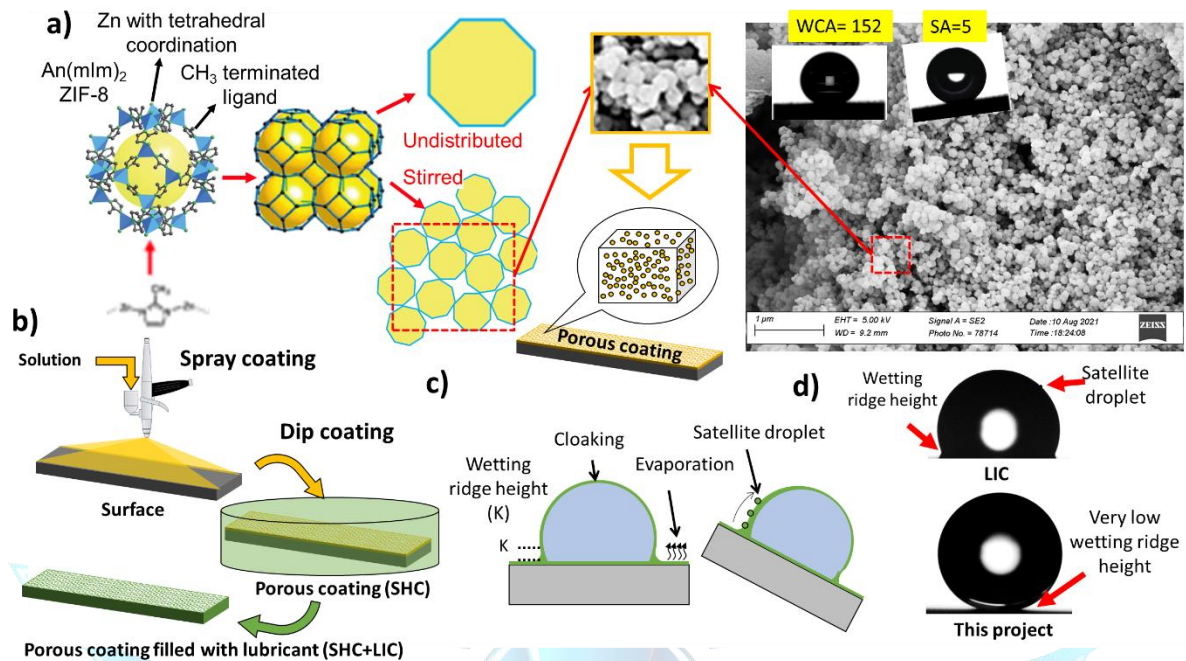 a)
Zn with tetrahedral
coordination
An(mIm)2
ZIF-8
CH3 terminated
ligand
Undistributed
Stirred
Porous coating
WCA= 152
SA=5
1 µm
EHT = 5.00 kV
WD = 9.2 mm
Signal A = SE2
Photo No. = 78714
Date :10 Aug 2021
Time :18:24:08
ZEISS
b)
Solution
Spray coating
Surface
Dip coating
Porous coating (SHC)
Porous coating filled with lubricant (SHC+LIC)
c)
Cloaking
Wetting
ridge height
(K)
K
Evaporation
Satellite droplet
d)
Wetting
ridge height
Satellite
droplet
LIC
Very low
wetting ridge
height
This project